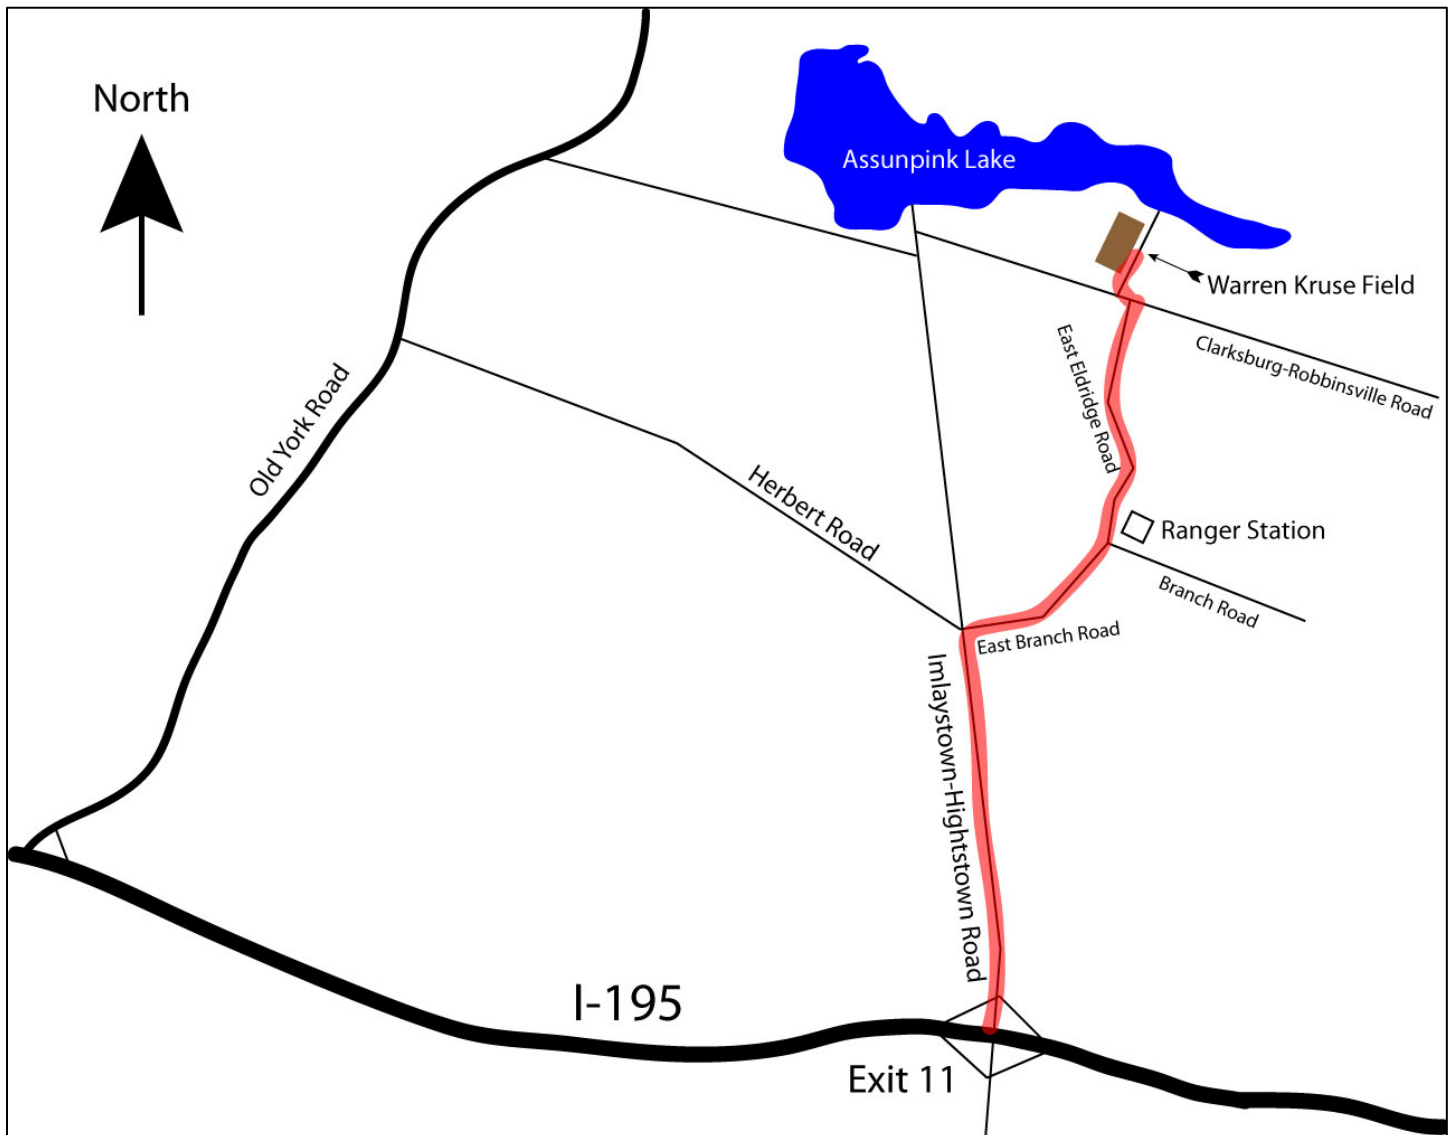 North
Assunpink Lake
Warren Kruse Field
Clarksburg-Robbinsville Road
East Eldridge Road
Old York Road
Herbert Road
Ranger Station
Branch Road
East Branch Road
Imlaystown-Hightstown Road
I-195
Exit 11